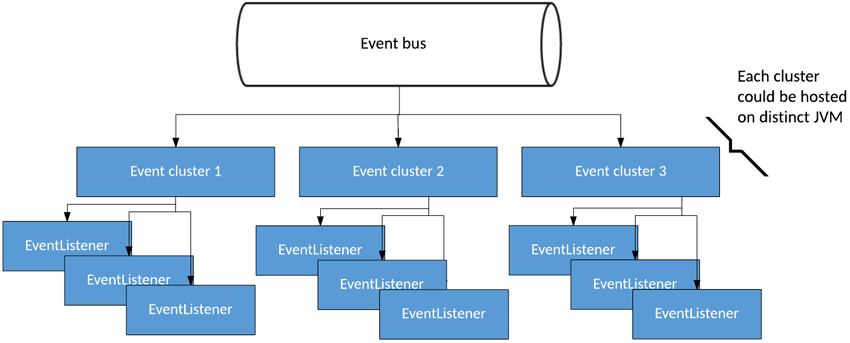 Event bus
Each cluster
could be hosted
on distinct JVM
Event cluster 1
Event cluster 2
Event cluster 3
EventListener
EventListener
EventListener
EventListener
EventListener
EventListener
EventListener
EventListener
EventListener